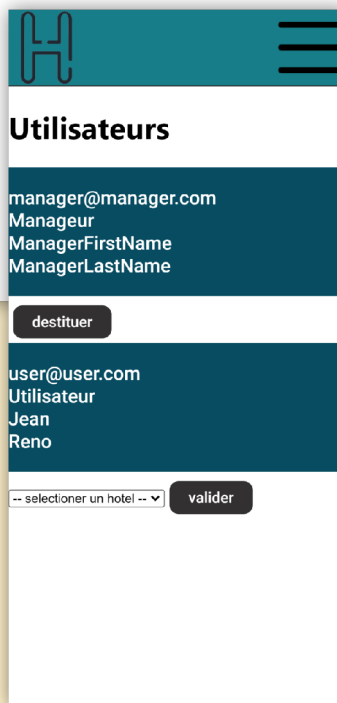 H
Utilisateurs
manager@manager.com
Manageur
ManagerFirstName
ManagerLastName
destituer
user@user.com
Utilisateur
Jean
Reno
-- selectioner un hotel -- valider